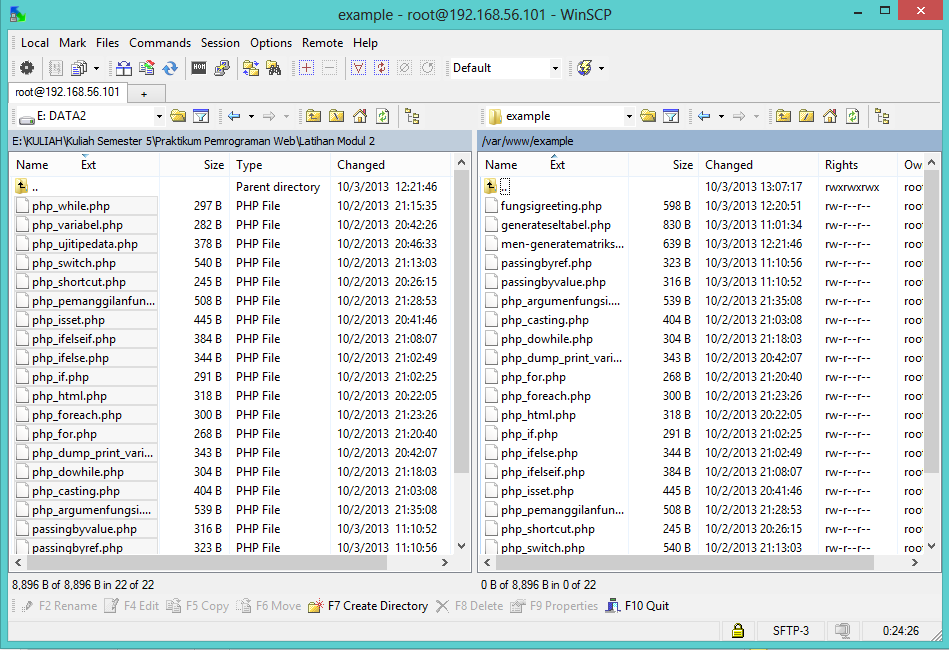 example - root@192.168.56.101 - WinSCP
Local Mark Files Commands Session Options Remote Help
Default
root@192.168.56.101 +
E: DATA2 example
E:\KULIAH\Kuliah Semester 5\Praktikum Pemrograman Web\Latihan Modul 2 /var/www/example
Name Ext Size Type Changed Name Ext Size Changed Rights Ow
.. Parent directory 10/3/2013 12:21:46 .. 10/3/2013 13:07:17 rwxrwxrwx roo
php_while.php 297 B PHP File 10/2/2013 21:15:35 fungsigreeting.php 598 B 10/3/2013 12:20:51 rw-r--r-- roo
php_variabel.php 282 B PHP File 10/2/2013 20:42:26 generateseltabel.php 830 B 10/3/2013 11:01:34 rw-r--r-- roo
php_ujitipedata.php 378 B PHP File 10/2/2013 20:46:33 men-generatematriks... 639 B 10/3/2013 12:21:46 rw-r--r-- roo
php_switch.php 540 B PHP File 10/2/2013 21:13:03 passingbyref.php 323 B 10/3/2013 11:10:56 rw-r--r-- roo
php_shortcut.php 245 B PHP File 10/2/2013 20:26:15 passingbyvalue.php 316 B 10/3/2013 11:10:52 rw-r--r-- roo
php_pemanggilanfun... 508 B PHP File 10/2/2013 21:28:53 php_argumenfungsi.... 539 B 10/2/2013 21:35:08 rw-r--r-- roo
php_isset.php 445 B PHP File 10/2/2013 20:41:46 php_casting.php 404 B 10/2/2013 21:03:08 rw-r--r-- roo
php_ifelseif.php 384 B PHP File 10/2/2013 21:08:07 php_dowhile.php 304 B 10/2/2013 21:18:03 rw-r--r-- roo
php_ifelse.php 344 B PHP File 10/2/2013 21:02:49 php_dump_print_vari... 343 B 10/2/2013 20:42:07 rw-r--r-- roo
php_if.php 291 B PHP File 10/2/2013 21:02:25 php_for.php 268 B 10/2/2013 21:20:40 rw-r--r-- roo
php_html.php 318 B PHP File 10/2/2013 20:22:05 php_foreach.php 300 B 10/2/2013 21:23:26 rw-r--r-- roo
php_foreach.php 300 B PHP File 10/2/2013 21:23:26 php_html.php 318 B 10/2/2013 20:22:05 rw-r--r-- roo
php_for.php 268 B PHP File 10/2/2013 21:20:40 php_if.php 291 B 10/2/2013 21:02:25 rw-r--r-- roo
php_dump_print_vari... 343 B PHP File 10/2/2013 20:42:07 php_ifelse.php 344 B 10/2/2013 21:02:49 rw-r--r-- roo
php_dowhile.php 304 B PHP File 10/2/2013 21:18:03 php_ifelseif.php 384 B 10/2/2013 21:08:07 rw-r--r-- roo
php_casting.php 404 B PHP File 10/2/2013 21:03:08 php_isset.php 445 B 10/2/2013 20:41:46 rw-r--r-- roo
php_argumenfungsi.... 539 B PHP File 10/2/2013 21:35:08 php_pemanggilanfun... 508 B 10/2/2013 21:28:53 rw-r--r-- roo
passingbyvalue.php 316 B PHP File 10/3/2013 11:10:52 php_shortcut.php 245 B 10/2/2013 20:26:15 rw-r--r-- roo
passingbyref.php 323 B PHP File 10/3/2013 11:10:56 php_switch.php 540 B 10/2/2013 21:13:03 rw-r--r-- roo
8,896 B of 8,896 B in 22 of 22 0 B of 8,896 B in 0 of 22
F2 Rename F4 Edit F5 Copy F6 Move F7 Create Directory F8 Delete F9 Properties F10 Quit
SFTP-3 0:24:26